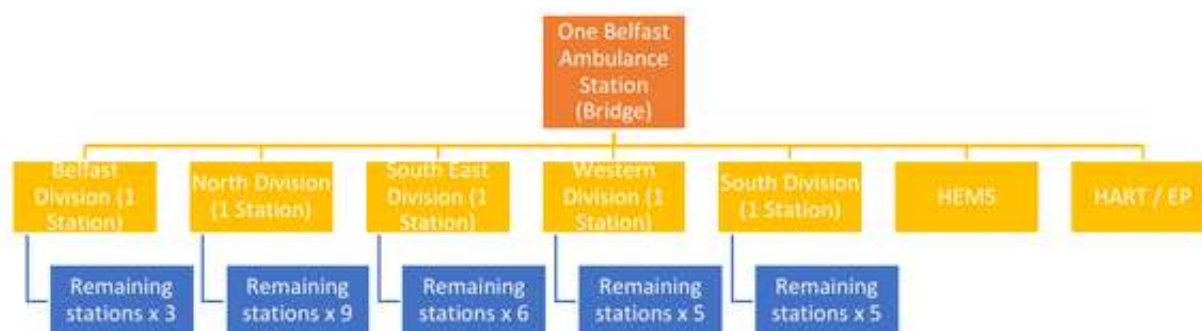 One Belfast
Ambulance
Station
(Bridge)
Belfast
Division (1
Station)
North Division
(1 Station)
South East
Division (1
Station)
Western
Division (1
Station)
South Division
(1 Station)
HEMS
HART / EP
Remaining
stations x 3
Remaining
stations x 9
Remaining
stations x 6
Remaining
stations x 5
Remaining
stations x 5